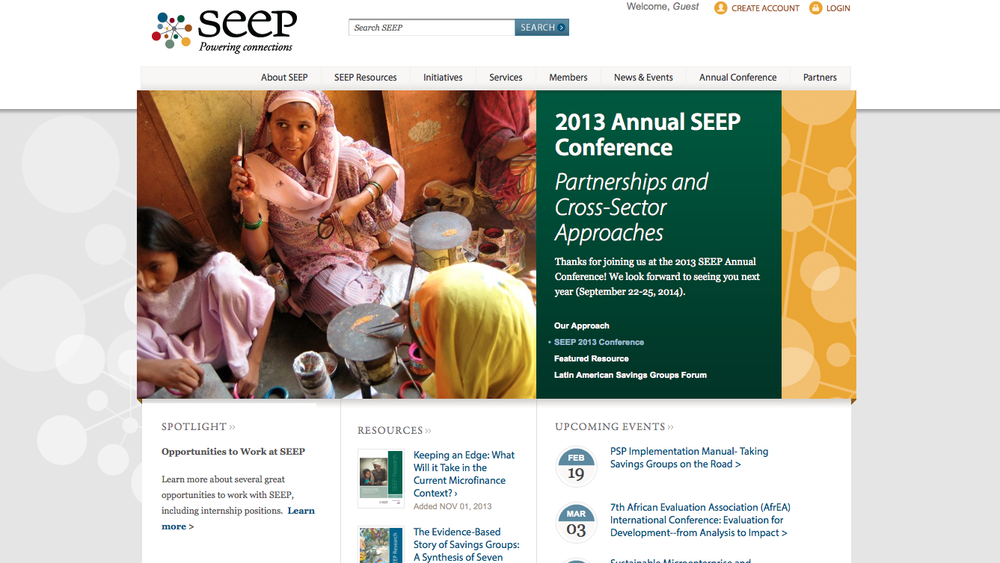 Welcome, Guest
CREATE ACCOUNT
LOGIN
seep
Powering connections
Search SEEP
SEARCH
About SEEP
SEEP Resources
Initiatives
Services
Members
News & Events
Annual Conference
Partners
2013 Annual SEEP
Conference
Partnerships and
Cross-Sector
Approaches
Thanks for joining us at the 2013 SEEP Annual
Conference! We look forward to seeing you next
year (September 22-25, 2014).
Our Approach
• SEEP 2013 Conference
Featured Resource
Latin American Savings Groups Forum
SPOTLIGHT ››
Opportunities to Work at SEEP
Learn more about several great
opportunities to work with SEEP,
including internship positions. Learn
more >
RESOURCES ››
SEEP Research
Keeping an Edge: What
Will it Take in the
Current Microfinance
Context? ›
Added NOV 01, 2013
SEEP Research
The Evidence-Based
Story of Savings Groups:
A Synthesis of Seven
UPCOMING EVENTS ››
FEB
19
PSP Implementation Manual- Taking
Savings Groups on the Road >
MAR
03
7th African Evaluation Association (AfrEA)
International Conference: Evaluation for
Development--from Analysis to Impact >
Sustainable Microenterprise and